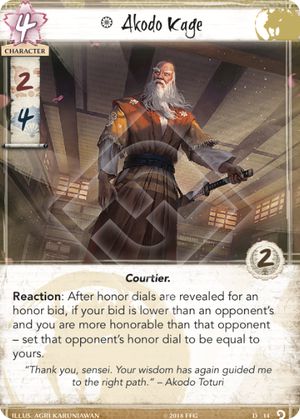 4
Akodo Kage
CHARACTER
2
4
2
Courtier.
Reaction: After honor dials are revealed for an
honor bid, if your bid is lower than an opponent's
and you are more honorable than that opponent
– set that opponent's honor dial to be equal to
yours.
"Thank you, sensei. Your wisdom has again guided me
to the right path." – Akodo Toturi
ILLUS: AGRI KARUNIAWAN
©2018 FFG
D 14